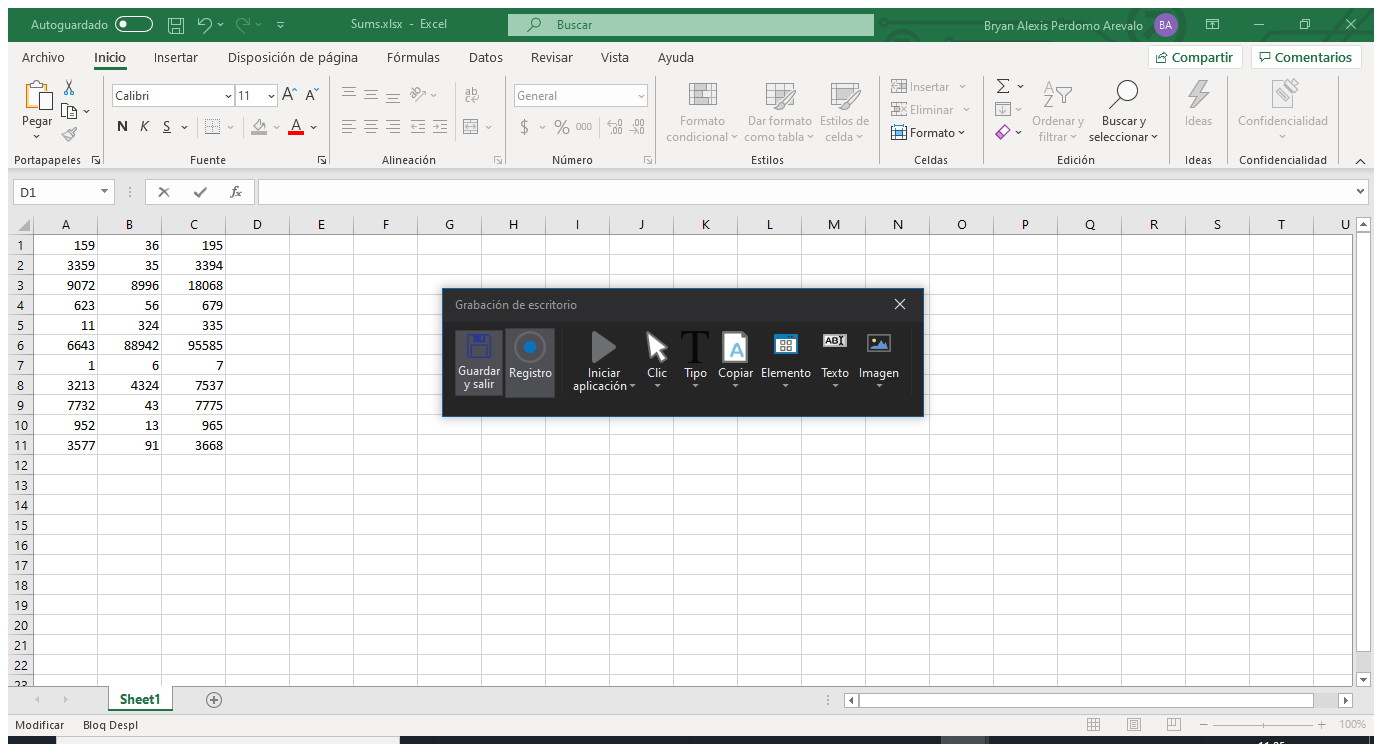 Autoguardado Sums.xlsx - Excel Buscar Bryan Alexis Perdomo Arevalo BA
Archivo Inicio Insertar Disposición de página Fórmulas Datos Revisar Vista Ayuda Compartir Comentarios
Pegar
Calibri 11
N K S A
ab
General
$ % 000
Formato condicional
Dar formato como tabla
Estilos de celda
Insertar
Eliminar
Formato
Ordenar y filtrar
Buscar y seleccionar
Ideas
Confidencialidad
Portapapeles Fuente Alineación Número Estilos Celdas Edición Ideas Confidencialidad
D1 fx
A B C D E F G H I J K L M N O P Q R S T U
1 159 36 195
2 3359 35 3394
3 9072 8996 18068
4 623 56 679
5 11 324 335
6 6643 88942 95585
7 1 6 7
8 3213 4324 7537
9 7732 43 7775
10 952 13 965
11 3577 91 3668
12
13
14
15
16
17
18
19
20
21
22
23
Grabación de escritorio
Guardar y salir
Registro
Iniciar aplicación
Clic
Tipo
Copiar
Elemento
Texto
Imagen
Sheet1
Modificar Bloq Despl 100%